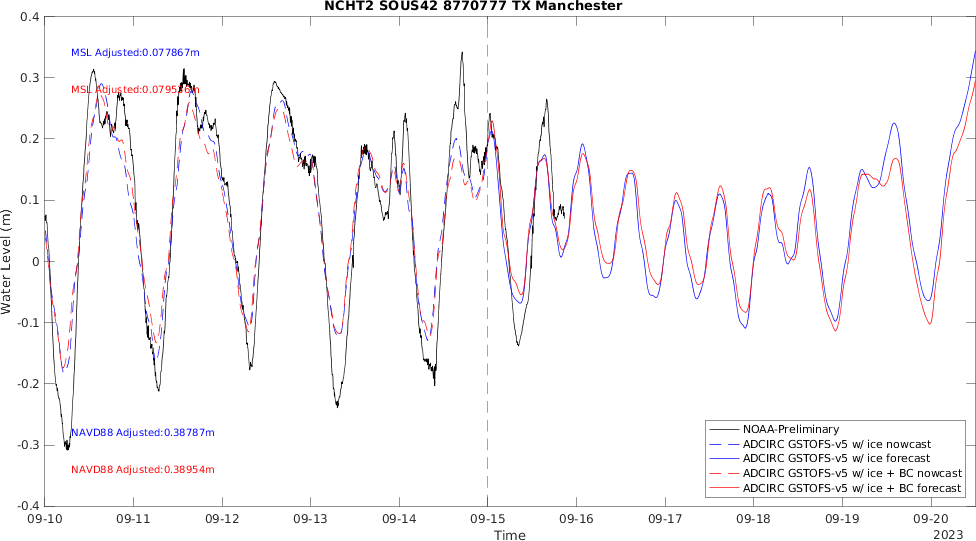 NCHT2 SOUS42 8770777 TX Manchester
0.4
MSL Adjusted:0.077867m
0.3
MSL Adjusted:0.079536m
0.2
0.1
Water Level (m)
0
-0.1
-0.2
NAVD88 Adjusted:0.38787m
-0.3
NAVD88 Adjusted:0.38954m
-0.4
NOAA-Preliminary
ADCIRC GSTOFS-v5 w/ ice nowcast
ADCIRC GSTOFS-v5 w/ ice forecast
ADCIRC GSTOFS-v5 w/ ice + BC nowcast
ADCIRC GSTOFS-v5 w/ ice + BC forecast
09-10 09-11 09-12 09-13 09-14 09-15 09-16 09-17 09-18 09-19 09-20
Time
2023